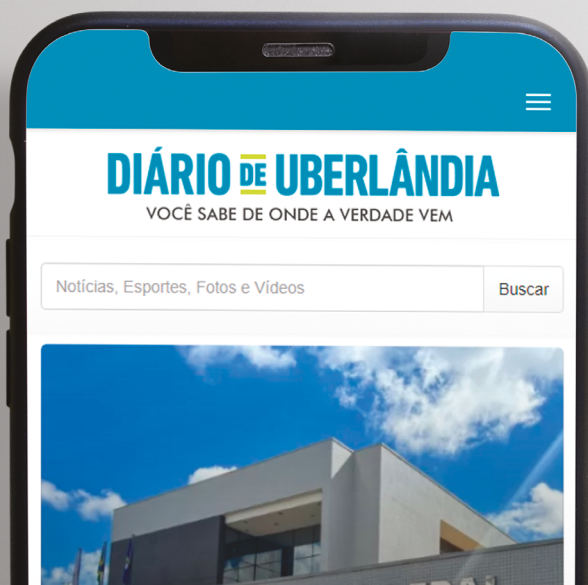 DIÁRIO DE UBERLÂNDIA
VOCÊ SABE DE ONDE A VERDADE VEM
Notícias, Esportes, Fotos e Vídeos
Buscar